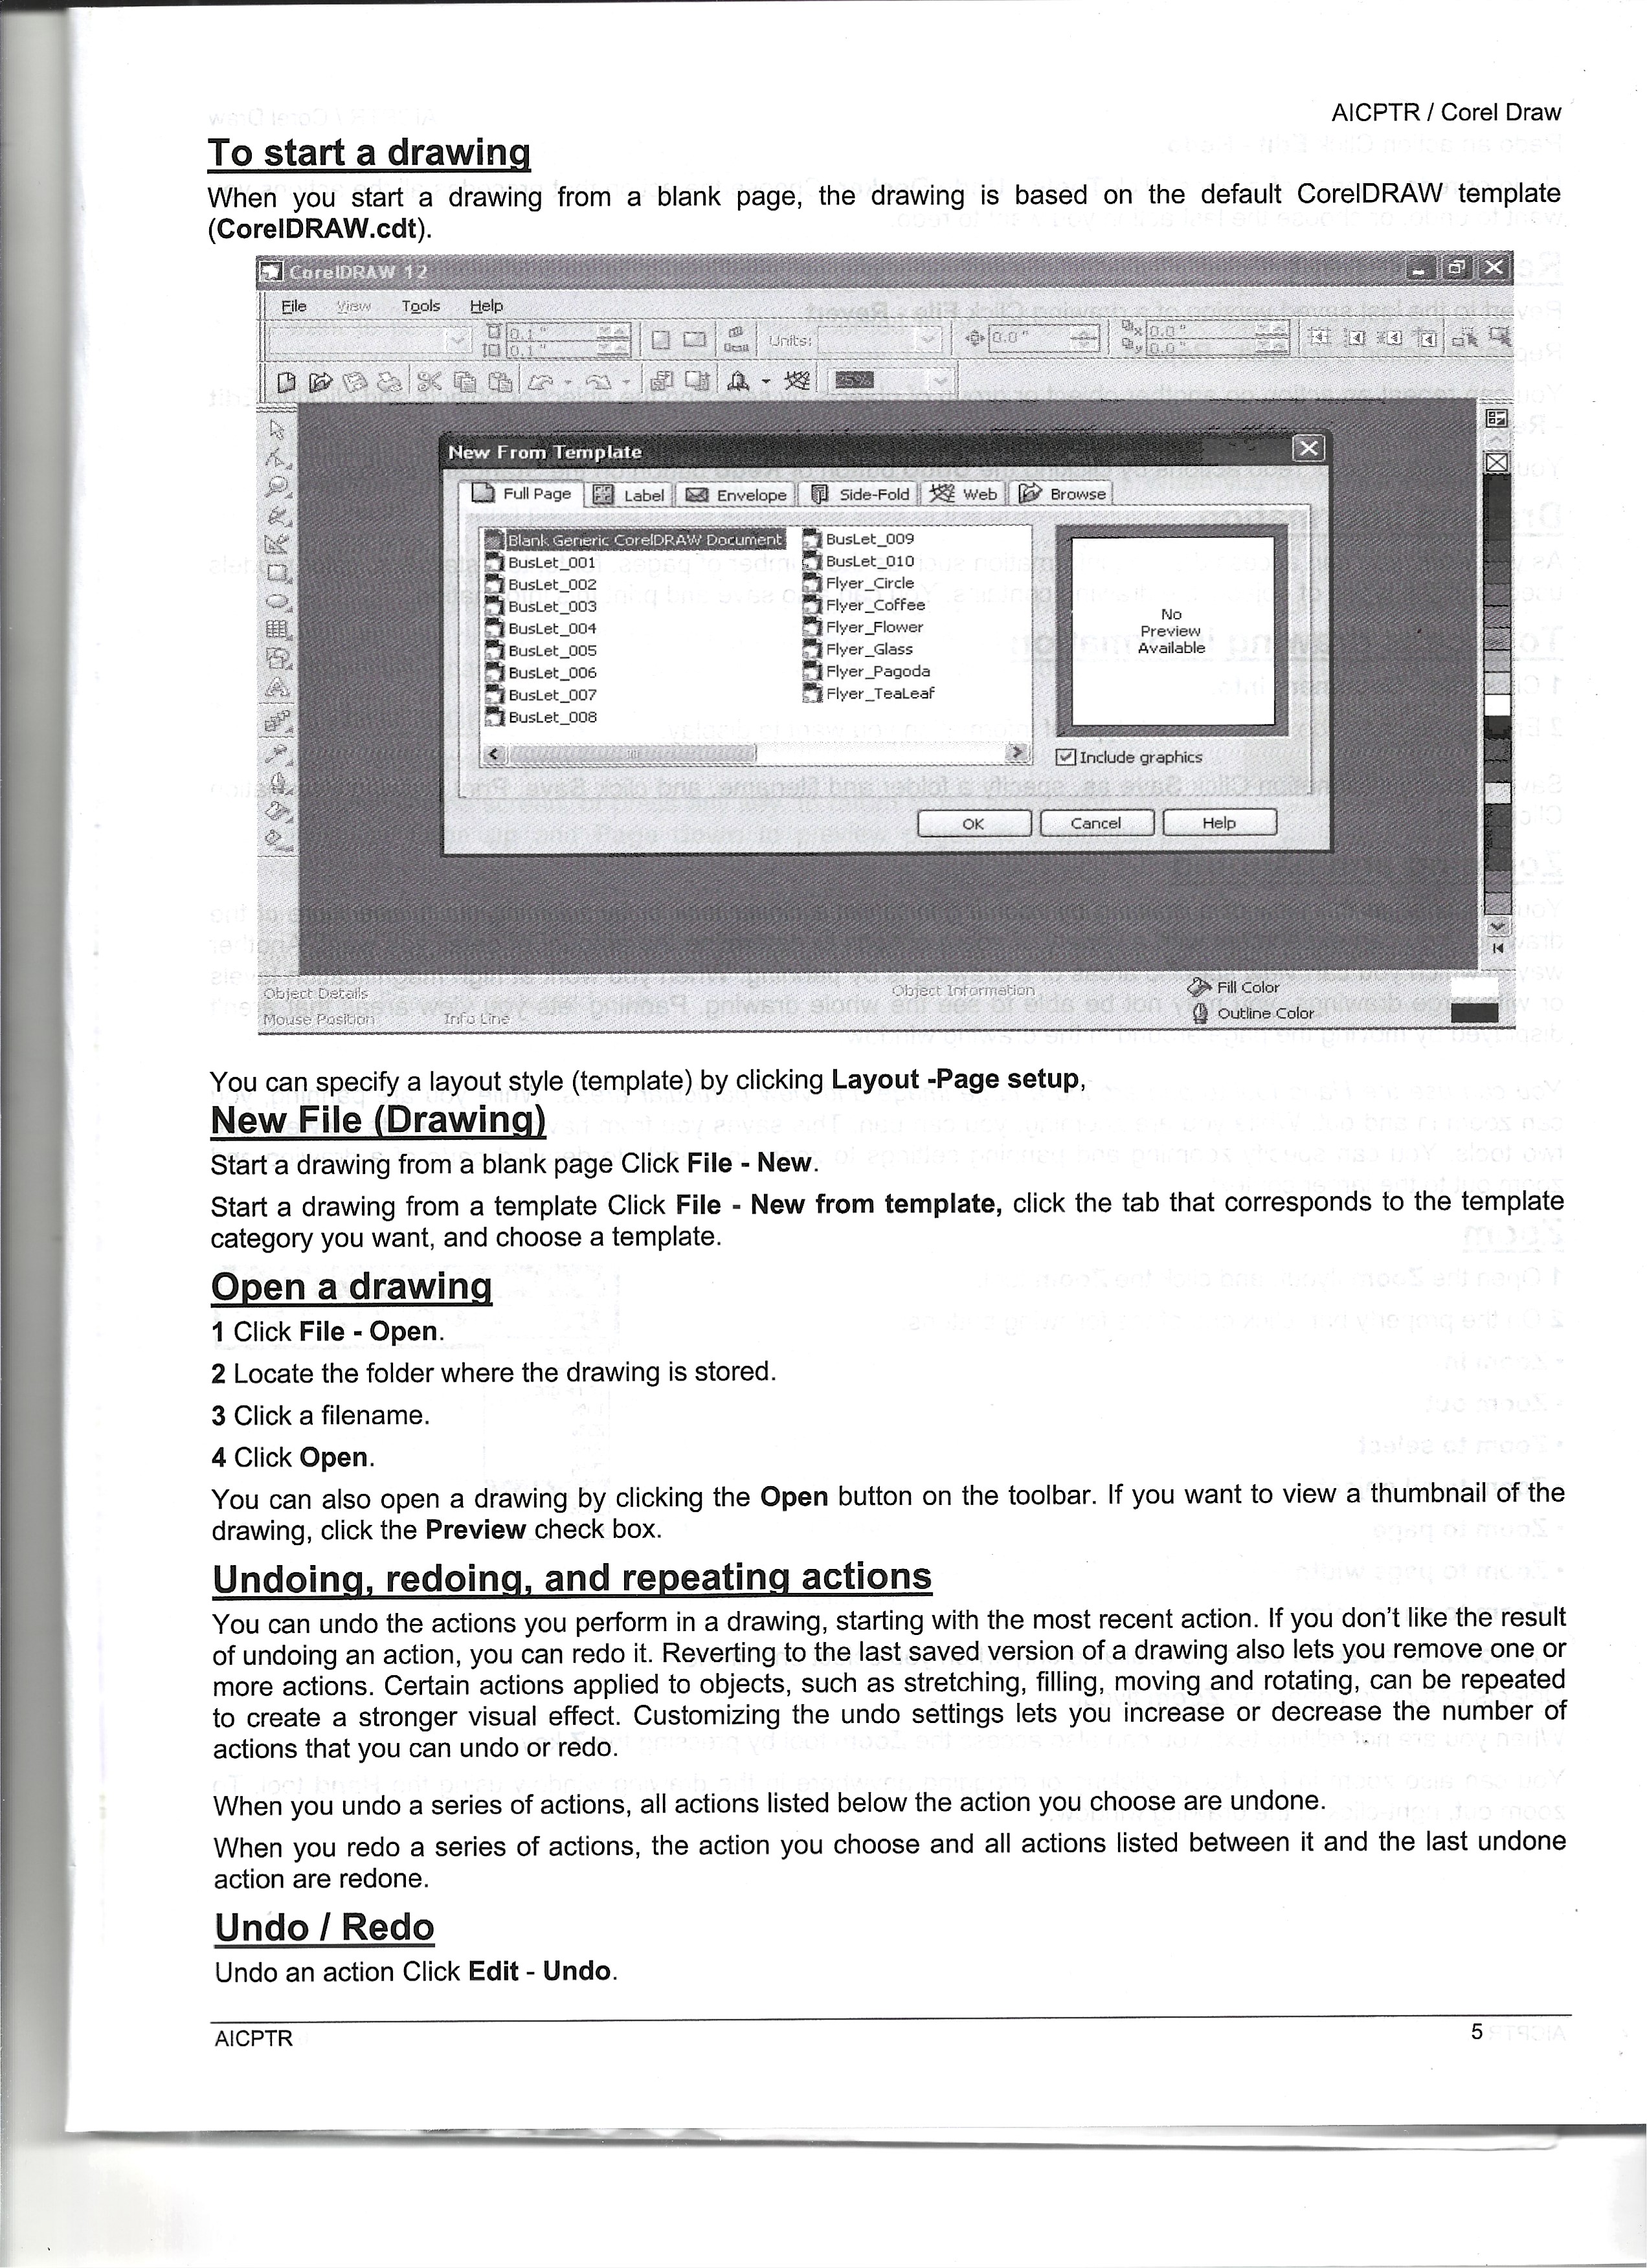 AICPTR / Corel Draw
To start a drawing
When you start a drawing from a blank page, the drawing is based on the default CorelDRAW template
(CorelDRAW.cdt).
CorelDRAW 12
File View Tools Help
0.1 "
0.1 "
Units:
0.0 "
x 0.0 "
y 0.0 "
25%
New From Template
Full Page Label Envelope Side-Fold Web Browse
Blank Generic CorelDRAW Document
BusLet_001
BusLet_002
BusLet_003
BusLet_004
BusLet_005
BusLet_006
BusLet_007
BusLet_008
BusLet_009
BusLet_010
Flyer_Circle
Flyer_Coffee
Flyer_Flower
Flyer_Glass
Flyer_Pagoda
Flyer_TeaLeaf
No
Preview
Available
Include graphics
OK Cancel Help
Object Details Object Information Fill Color
Mouse Position Info Line Outline Color
You can specify a layout style (template) by clicking Layout -Page setup,
New File (Drawing)
Start a drawing from a blank page Click File - New.
Start a drawing from a template Click File - New from template, click the tab that corresponds to the template
category you want, and choose a template.
Open a drawing
1 Click File - Open.
2 Locate the folder where the drawing is stored.
3 Click a filename.
4 Click Open.
You can also open a drawing by clicking the Open button on the toolbar. If you want to view a thumbnail of the
drawing, click the Preview check box.
Undoing, redoing, and repeating actions
You can undo the actions you perform in a drawing, starting with the most recent action. If you don't like the result
of undoing an action, you can redo it. Reverting to the last saved version of a drawing also lets you remove one or
more actions. Certain actions applied to objects, such as stretching, filling, moving and rotating, can be repeated
to create a stronger visual effect. Customizing the undo settings lets you increase or decrease the number of
actions that you can undo or redo.
When you undo a series of actions, all actions listed below the action you choose are undone.
When you redo a series of actions, the action you choose and all actions listed between it and the last undone
action are redone.
Undo / Redo
Undo an action Click Edit - Undo.
AICPTR 5